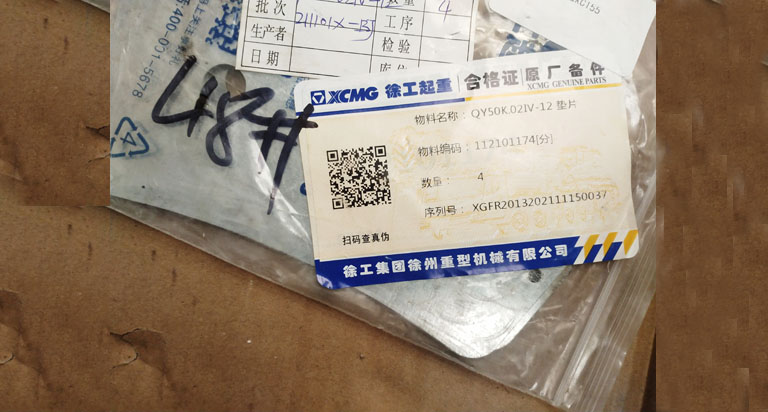 批次
4
生产者 211101X-BJ
工序
检验
日期
400-001-5678
48#
XCMG 徐工起重 合格证 原厂备件
XCMG GENUINE PARTS
物料名称: QY50K.02IV-12 垫片
物料编码: 112101174[分]
数量: 4
序列号: XGFR2013202111150037
扫码查真伪
徐工集团徐州重型机械有限公司